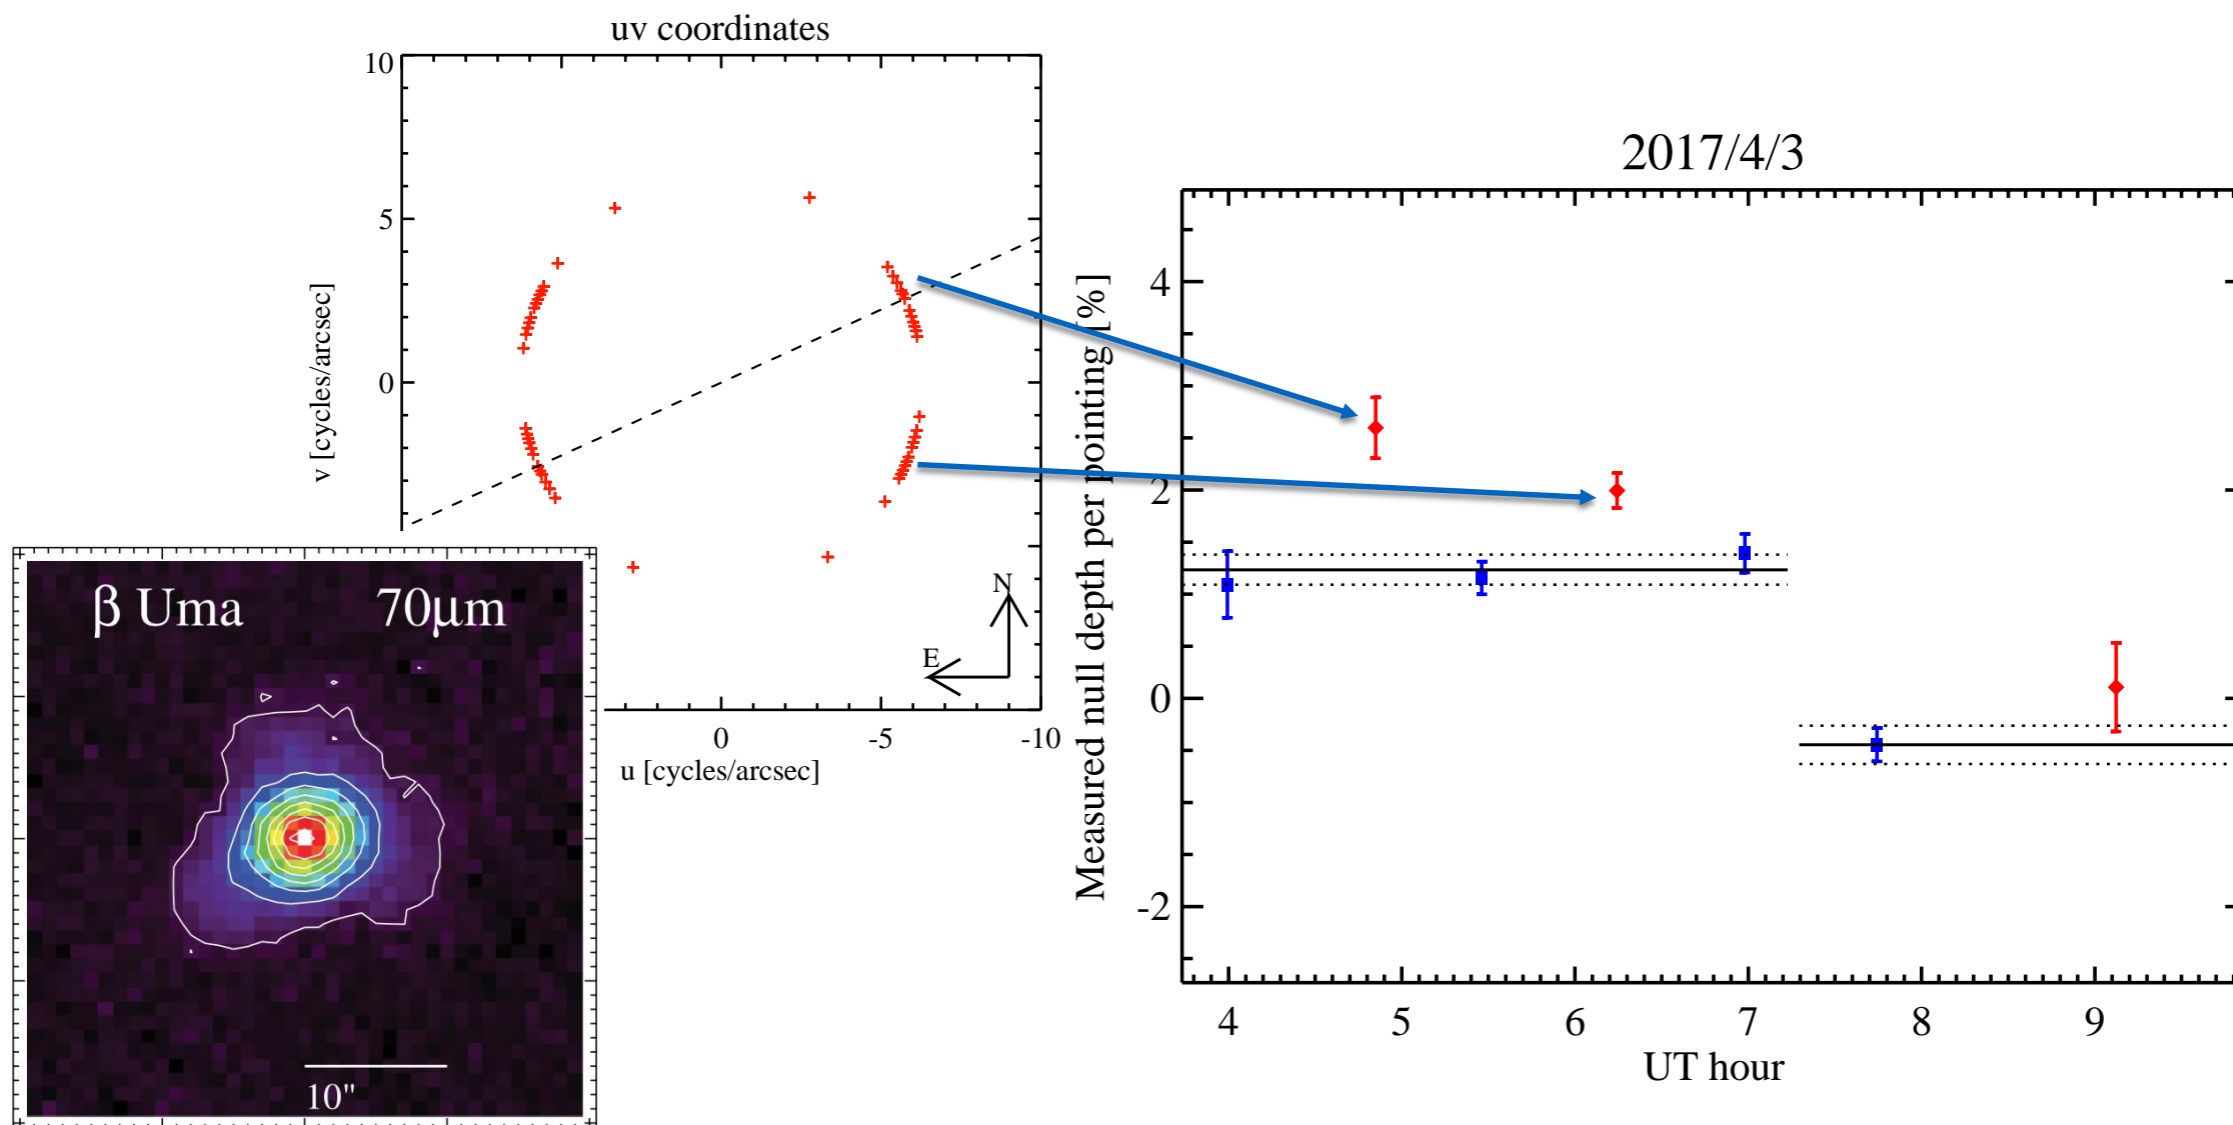 uv coordinates
10
5
0
v [cycles/arcsec]
N
E
0
-5
-10
u [cycles/arcsec]
β Uma 70μm
10"
2017/4/3
4
2
0
-2
Measured null depth per pointing [%]
4 5 6 7 8 9
UT hour